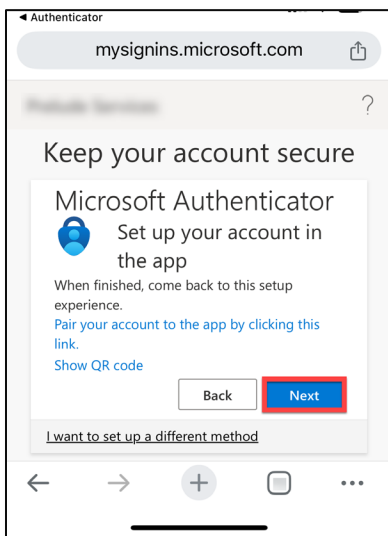 ◀ Authenticator
mysignins.microsoft.com
?
Keep your account secure
Microsoft Authenticator
Set up your account in
the app
When finished, come back to this setup
experience.
Pair your account to the app by clicking this
link.
Show QR code
Back Next
I want to set up a different method